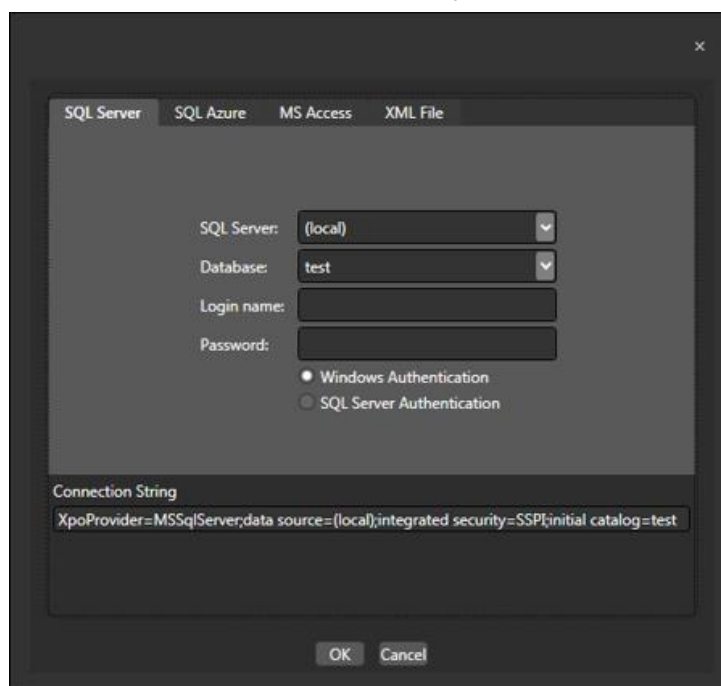 SQL Server SQL Azure MS Access XML File
SQL Server: (local)
Database: test
Login name:
Password:
Windows Authentication
SQL Server Authentication
Connection String
XpoProvider=MSSqlServer;data source=(local);integrated security=SSPI;initial catalog=test
OK Cancel